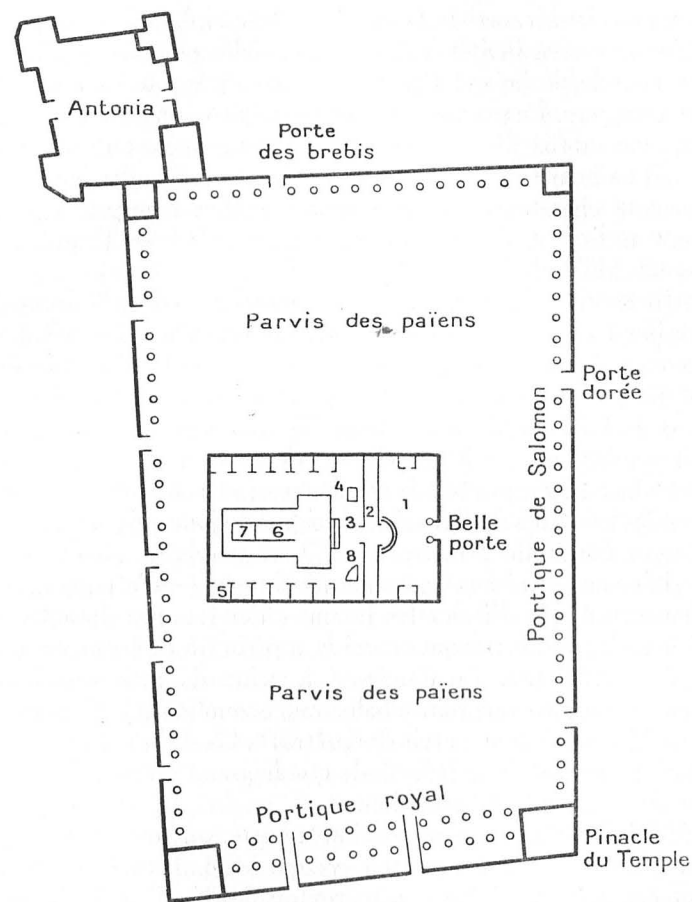 Antonia
Porte
des brebis
Parvis des païens
Porte
dorée
Portique de Salomon
4
1
2
3
7
6
8
5
Belle
porte
Parvis des païens
Portique royal
Pinacle
du Temple